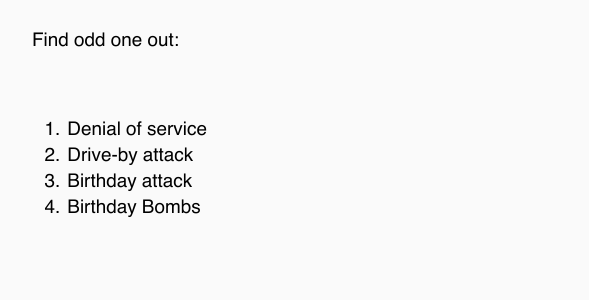 Find odd one out:
1. Denial of service
2. Drive-by attack
3. Birthday attack
4. Birthday Bombs